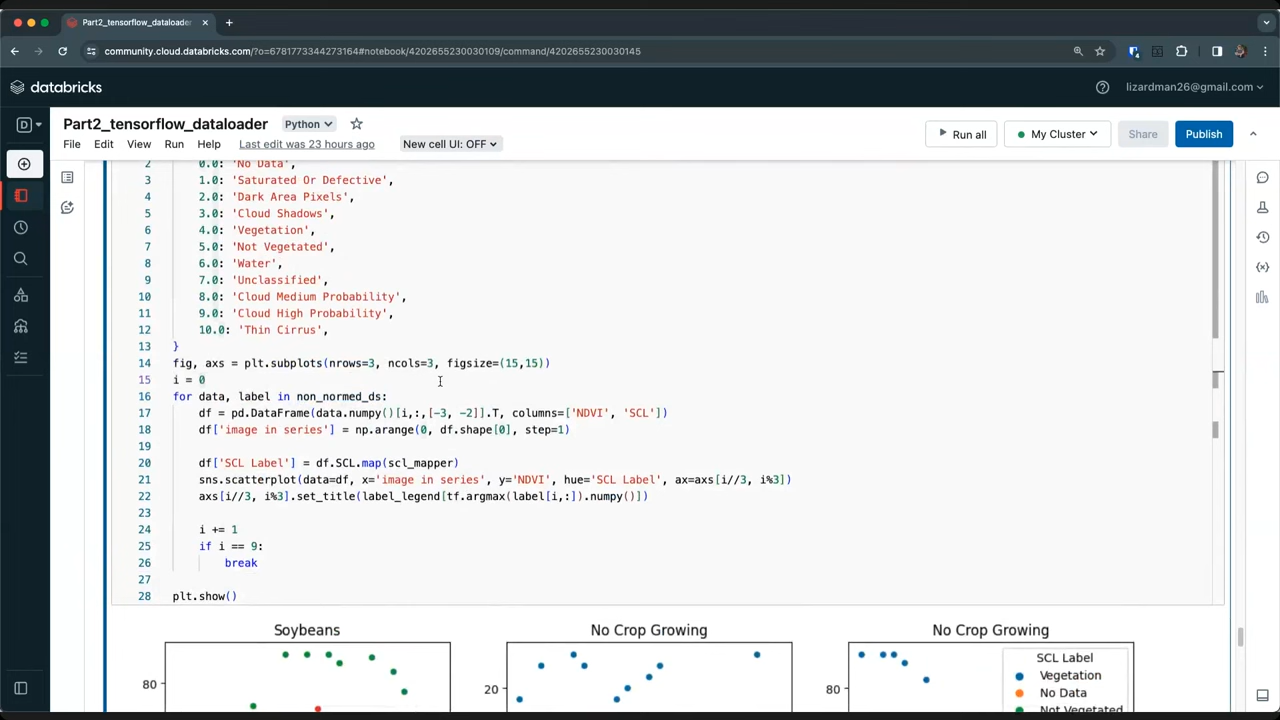 Part2_tensorflow_dataloader
community.cloud.databricks.com/?o=6781773344273164#notebook/4202655230030109/command/4202655230030145
databricks
lizardman26@gmail.com
D
Part2_tensorflow_dataloader
Python
Run all
My Cluster
Share
Publish
File Edit View Run Help
Last edit was 23 hours ago
New cell UI: OFF
2 0.0: 'No Data',
3 1.0: 'Saturated Or Defective',
4 2.0: 'Dark Area Pixels',
5 3.0: 'Cloud Shadows',
6 4.0: 'Vegetation',
7 5.0: 'Not Vegetated',
8 6.0: 'Water',
9 7.0: 'Unclassified',
10 8.0: 'Cloud Medium Probability',
11 9.0: 'Cloud High Probability',
12 10.0: 'Thin Cirrus',
13 }
14 fig, axs = plt.subplots(nrows=3, ncols=3, figsize=(15,15))
15 i = 0
16 for data, label in non_normed_ds:
17 df = pd.DataFrame(data.numpy()[i,:,[-3, -2]].T, columns=['NDVI', 'SCL'])
18 df['image in series'] = np.arange(0, df.shape[0], step=1)
19
20 df['SCL Label'] = df.SCL.map(scl_mapper)
21 sns.scatterplot(data=df, x='image in series', y='NDVI', hue='SCL Label', ax=axs[i//3, i%3])
22 axs[i//3, i%3].set_title(label_legend[tf.argmax(label[i,:]).numpy()])
23
24 i += 1
25 if i == 9:
26 break
27
28 plt.show()
Soybeans
No Crop Growing
No Crop Growing
80
20
80
SCL Label
Vegetation
No Data
Not Vegetated